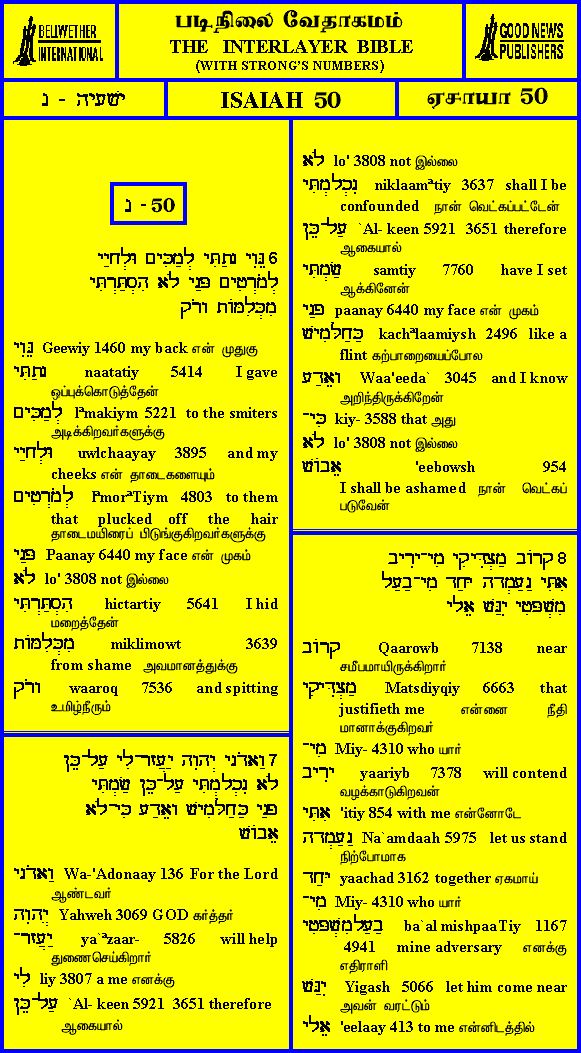 BELLWETHER
INTERNATIONAL
படிநிலை வேதாகமம்
THE INTERLAYER BIBLE
(WITH STRONG'S NUMBERS)
GOOD NEWS
PUBLISHERS
ישעיה - נ
ISAIAH 50
ஏசாயா 50
נ - 50
6 גֵּוִי נָתַתִּי לְמַכִּים וּלְחָיַי
לְמֹרְטִים פָּנַי לֹא הִסְתַּרְתִּי
מִכְּלִמּוֹת וָרֹק
גֵּוִי Geewiy 1460 my back என் முதுகு
נָתַתִּי naatatiy 5414 I gave
ஒப்புக்கொடுத்தேன்
לְמַכִּים lªmakiym 5221 to the smiters
அடிக்கிறவர்களுக்கு
וּלְחָיַי uwlchaayay 3895 and my
cheeks என் தாடைகளையும்
לְמֹרְטִים lªmorªTiym 4803 to them
that plucked off the hair
தாடைமயிரைப் பிடுங்குகிறவர்களுக்கு
פָּנַי Paanay 6440 my face என் முகம்
לֹא lo' 3808 not இல்லை
הִסְתַּרְתִּי hictartiy 5641 I hid
மறைத்தேன்
מִכְּלִמּוֹת miklimowt 3639
from shame அவமானத்துக்கு
וָרֹק waaroq 7536 and spitting
உமிழ்நீரும்
7 וַאדֹנָי יְהוִה יַעֲזָר־לִי עַל־כֵּן
לֹא נִכְלָמְתִּי עַל־כֵּן שַׂמְתִּי
פָנַי כַּחַלָּמִישׁ וָאֵדַע כִּי־לֹא
אֵבוֹשׁ
וַאדֹנָי Wa-'Adonaay 136 For the Lord
ஆண்டவர்
יְהוִה Yahweh 3069 GOD கர்த்தர்
יַעֲזָר־ ya`ªzaar- 5826 will help
துணைசெய்கிறார்
לִי liy 3807 a me எனக்கு
עַל־כֵּן `Al- keen 5921 3651 therefore
ஆகையால்
לֹא lo' 3808 not இல்லை
נִכְלָמְתִּי niklaamªtiy 3637 shall I be
confounded நான் வெட்கப்பட்டேன்
עַל־כֵּן `Al- keen 5921 3651 therefore
ஆகையால்
שַׂמְתִּי samtiy 7760 have I set
ஆக்கினேன்
פָנַי paanay 6440 my face என் முகம்
כַּחַלָּמִישׁ kachªlaamiysh 2496 like a
flint கற்பாறையைப்போல
וָאֵדַע Waa'eeda` 3045 and I know
அறிந்திருக்கிறேன்
כִּי־ kiy- 3588 that அது
לֹא lo' 3808 not இல்லை
אֵבוֹשׁ 'eebowsh 954
I shall be ashamed நான் வெட்கப்
படுவேன்
8 קָרוֹב מַצְדִּיקִי מִי־יָרִיב
אִתִּי נַעַמְדָה יָּחַד מִי־בַעַל
מִשְׁפָּטִי יִגַּשׁ אֵלָי
קָרוֹב Qaarowb 7138 near
சமீபமாயிருக்கிறார்
מַצְדִּיקִי Matsdiyqiy 6663 that
justifieth me என்னை நீதி
மானாக்குகிறவர்
מִי־ Miy- 4310 who யார்
יָרִיב yaariyb 7378 will contend
வழக்காடுகிறவன்
אִתִּי 'itiy 854 with me என்னோடே
נַעַמְדָה Na`amdaah 5975 let us stand
நிற்போமாக
יָּחַד yaachad 3162 together ஏகமாய்
מִי־ Miy- 4310 who யார்
בַעַל מִשְׁפָּטִי ba`al mishpaaTiy 1167
4941 mine adversary எனக்கு
எதிராளி
יִגַּשׁ Yigash 5066 let him come near
அவன் வரட்டும்
אֵלָי 'eelaay 413 to me என்னிடத்தில்